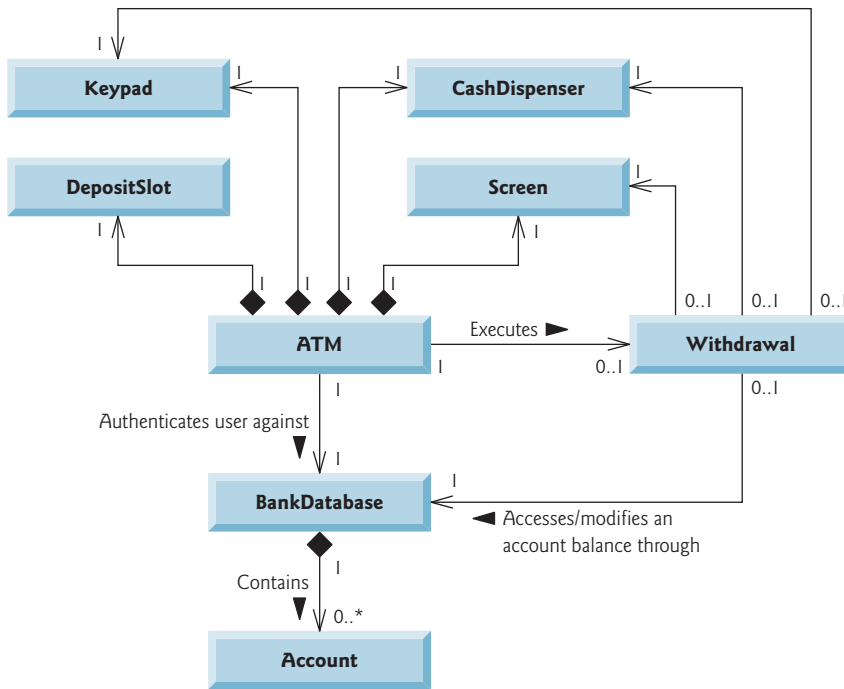 1
1
1
1
Keypad
CashDispenser
1
DepositSlot
Screen
1
1
1
1
1
1
0..1
0..1
0..1
ATM
Executes
Withdrawal
1
0..1
1
0..1
Authenticates user against
1
1
BankDatabase
Accesses/modifies an
account balance through
1
Contains
0..*
Account